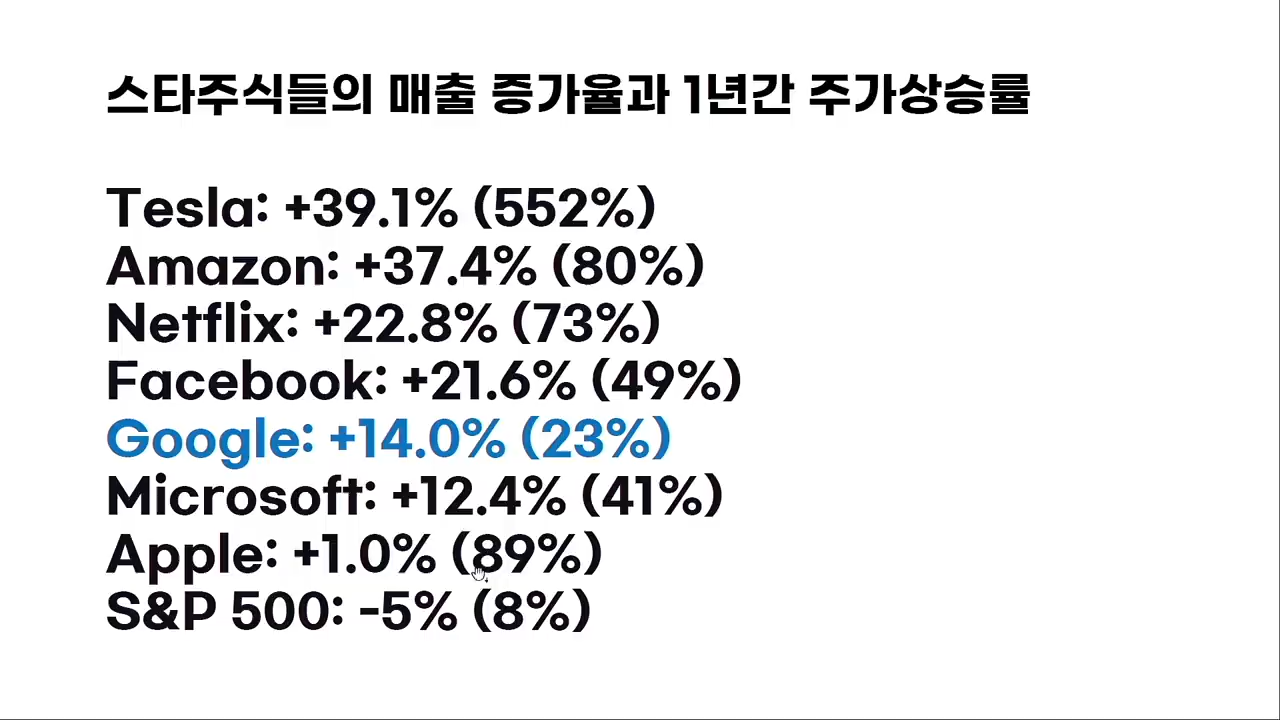 스타주식들의 매출 증가율과 1년간 주가상승률
Tesla: +39.1% (552%)
Amazon: +37.4% (80%)
Netflix: +22.8% (73%)
Facebook: +21.6% (49%)
Google: +14.0% (23%)
Microsoft: +12.4% (41%)
Apple: +1.0% (89%)
S&P 500: -5% (8%)